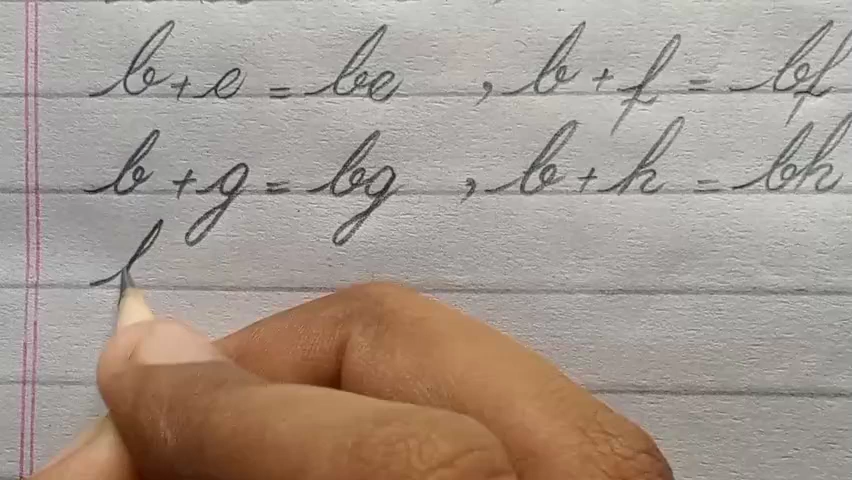 b+e = be , b+f = bf
b+g = bg , b+h = bh